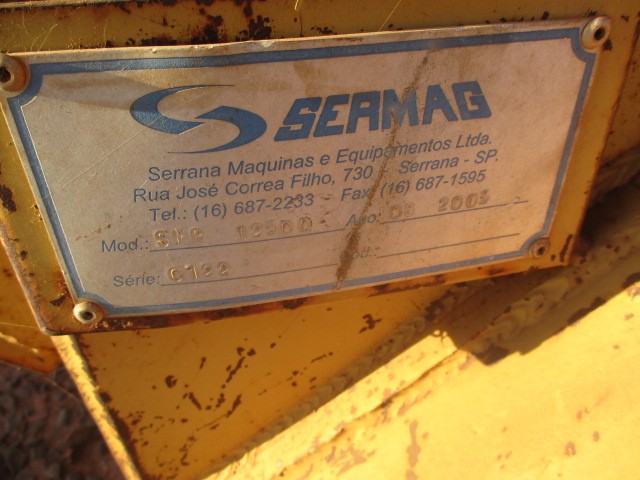 SERMAG
Serrana Maquinas e Equipamentos Ltda.
Rua José Correa Filho, 730 - Serrana - SP.
Tel.: (16) 687-2233 - Fax (16) 687-1595
Mod.: Ano:
Série: